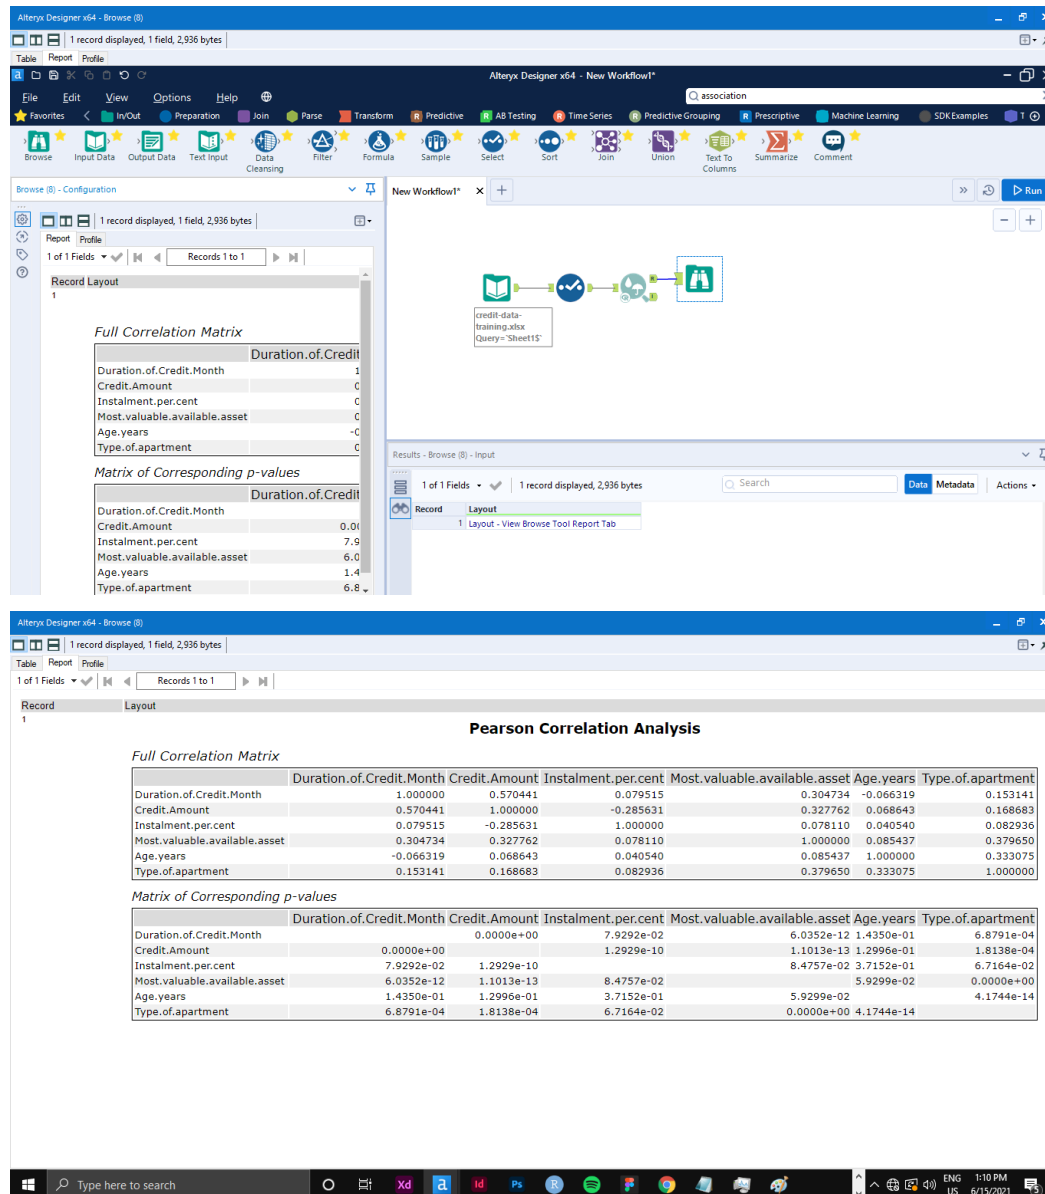 Alteryx Designer x64 - Browse (8)
1 record displayed, 1 field, 2,936 bytes
Table Report Profile
Alteryx Designer x64 - New Workflow1*
File Edit View Options Help association
Favorites In/Out Preparation Join Parse Transform Predictive AB Testing Time Series Predictive Grouping Prescriptive Machine Learning SDK Examples
Browse Input Data Output Data Text Input Data Cleansing Filter Formula Sample Select Sort Join Union Text To Columns Summarize Comment
Browse (8) - Configuration
New Workflow1*
Run
1 record displayed, 1 field, 2,936 bytes
Report Profile
1 of 1 Fields Records 1 to 1
Record Layout
1
credit-data-
training.xlsx
Query=`Sheet1$`
Full Correlation Matrix
Duration.of.Credit
Duration.of.Credit.Month 1
Credit.Amount 0
Instalment.per.cent 0
Most.valuable.available.asset 0
Age.years -0
Type.of.apartment 0
Matrix of Corresponding p-values
Duration.of.Credit
Duration.of.Credit.Month
Credit.Amount 0.00
Instalment.per.cent 7.9
Most.valuable.available.asset 6.0
Age.years 1.4
Type.of.apartment 6.8
Results - Browse (8) - Input
1 of 1 Fields 1 record displayed, 2,936 bytes Search Data Metadata Actions
Record Layout
1 Layout - View Browse Tool Report Tab
Alteryx Designer x64 - Browse (8)
1 record displayed, 1 field, 2,936 bytes
Table Report Profile
1 of 1 Fields Records 1 to 1
Record Layout
1
Pearson Correlation Analysis
Full Correlation Matrix
Duration.of.Credit.Month Credit.Amount Instalment.per.cent Most.valuable.available.asset Age.years Type.of.apartment
Duration.of.Credit.Month 1.000000 0.570441 0.079515 0.304734 -0.066319 0.153141
Credit.Amount 0.570441 1.000000 -0.285631 0.327762 0.068643 0.168683
Instalment.per.cent 0.079515 -0.285631 1.000000 0.078110 0.040540 0.082936
Most.valuable.available.asset 0.304734 0.327762 0.078110 1.000000 0.085437 0.379650
Age.years -0.066319 0.068643 0.040540 0.085437 1.000000 0.333075
Type.of.apartment 0.153141 0.168683 0.082936 0.379650 0.333075 1.000000
Matrix of Corresponding p-values
Duration.of.Credit.Month Credit.Amount Instalment.per.cent Most.valuable.available.asset Age.years Type.of.apartment
Duration.of.Credit.Month 0.0000e+00 7.9292e-02 6.0352e-12 1.4350e-01 6.8791e-04
Credit.Amount 0.0000e+00 1.2929e-10 1.1013e-13 1.2996e-01 1.8138e-04
Instalment.per.cent 7.9292e-02 1.2929e-10 8.4757e-02 3.7152e-01 6.7164e-02
Most.valuable.available.asset 6.0352e-12 1.1013e-13 8.4757e-02 5.9299e-02 0.0000e+00
Age.years 1.4350e-01 1.2996e-01 3.7152e-01 5.9299e-02 4.1744e-14
Type.of.apartment 6.8791e-04 1.8138e-04 6.7164e-02 0.0000e+00 4.1744e-14
Type here to search Xd a Id Ps R ENG 1:10 PM
US 6/15/2021